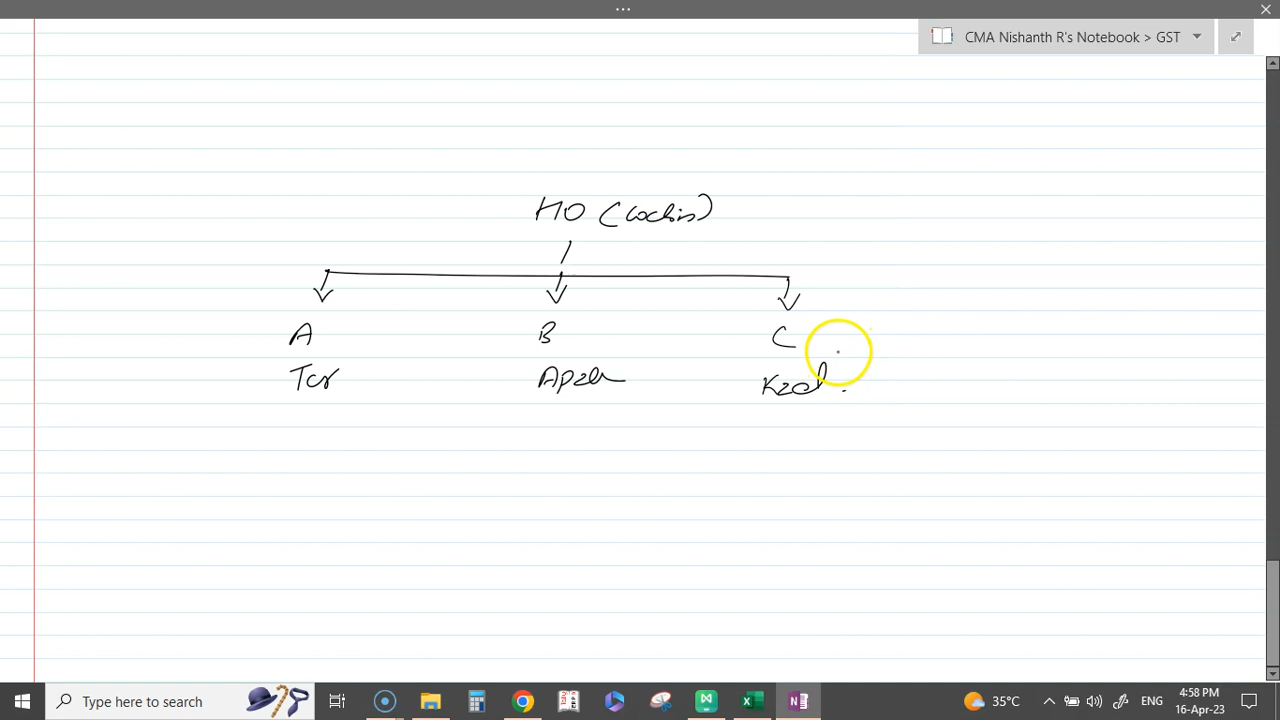 CMA Nishanth R's Notebook > GST
HO (Cochin)
A B C
Tcr Apzh Kzcd.
Type here to search
35°C
ENG
4:58 PM
16-Apr-23